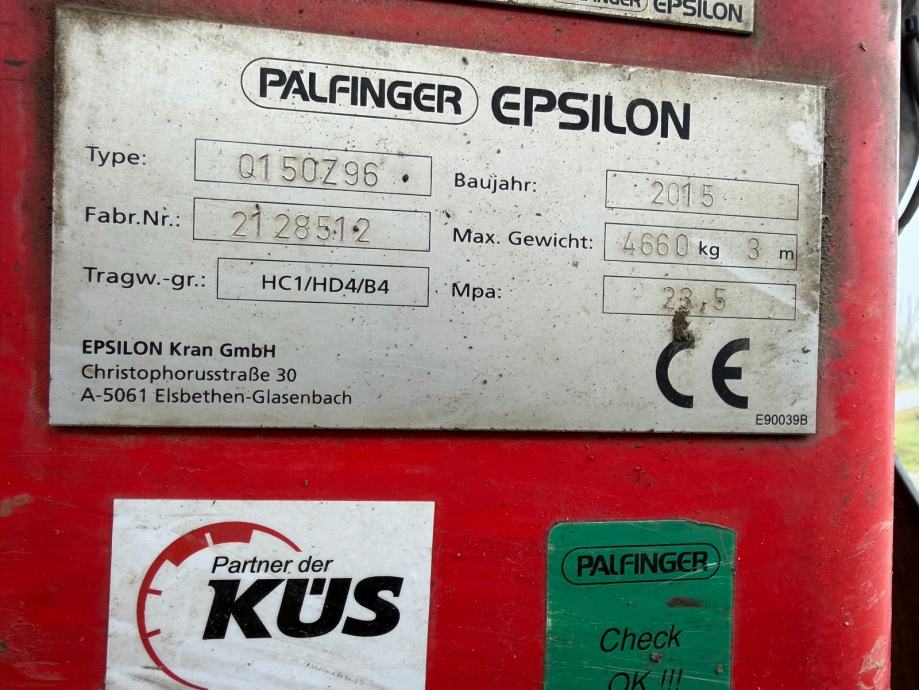 PALFINGER EPSILON
PALFINGER EPSILON
Type: Q150Z96
Baujahr: 2015
Fabr.Nr.: 2128512
Max. Gewicht: 4660 kg 3 m
Tragw.-gr.: HC1/HD4/B4
Mpa: 23,5
EPSILON Kran GmbH
Christophorusstraße 30
A-5061 Elsbethen-Glasenbach
CE
E90039B
Partner der
KÜS
PALFINGER
Check
OK !!!